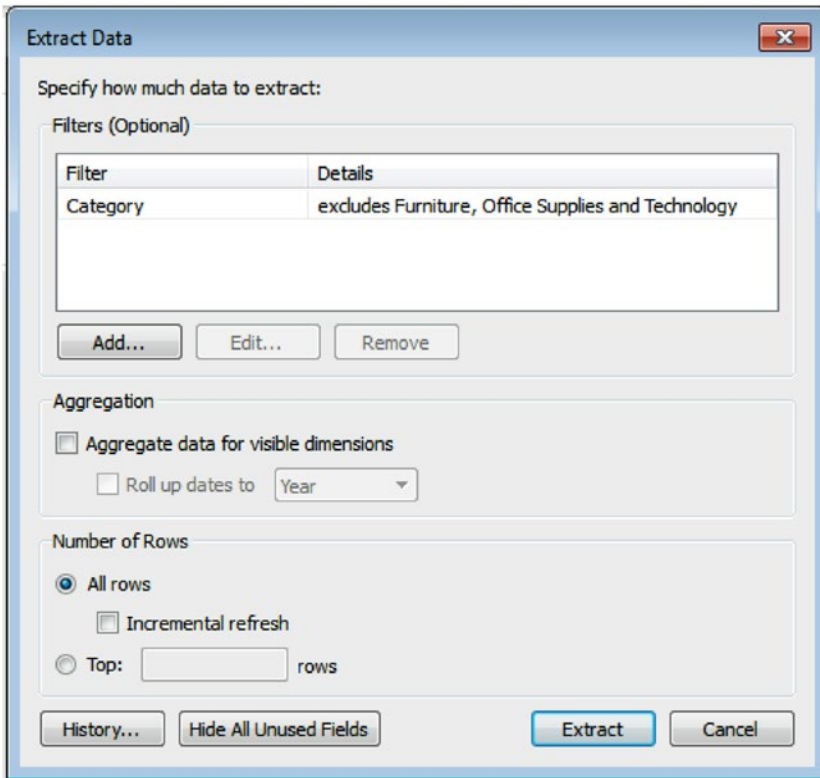 Extract Data
Specify how much data to extract:
Filters (Optional)
Filter Details
Category excludes Furniture, Office Supplies and Technology
Add... Edit... Remove
Aggregation
Aggregate data for visible dimensions
Roll up dates to Year
Number of Rows
All rows
Incremental refresh
Top: rows
History... Hide All Unused Fields Extract Cancel